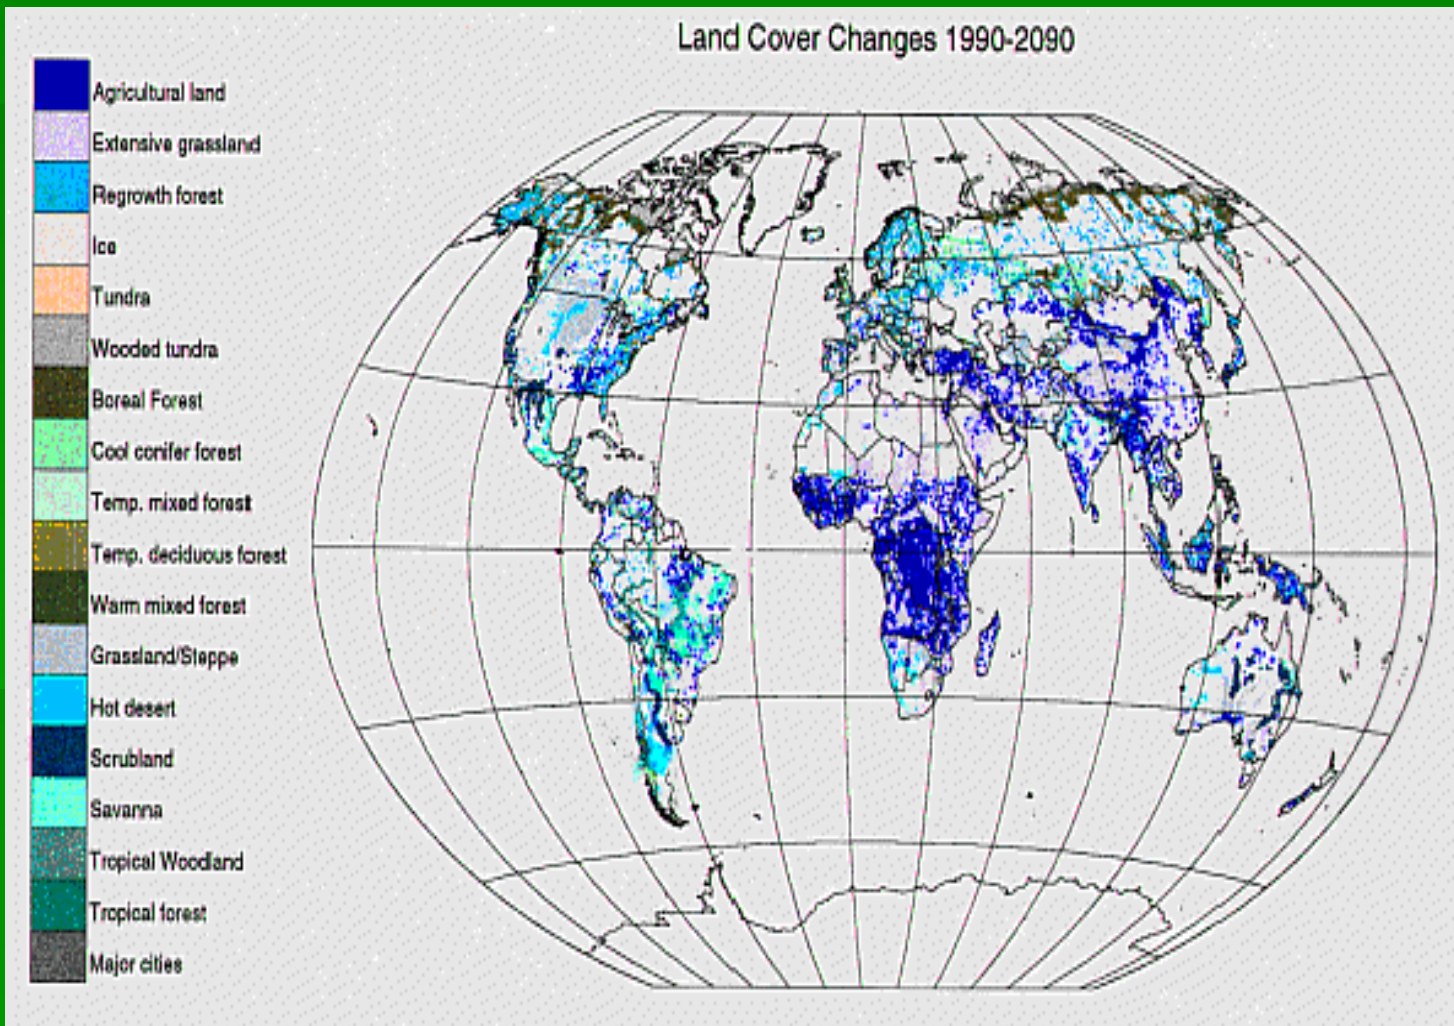 Land Cover Changes 1990-2090
Agricultural land
Extensive grassland
Regrowth forest
Ice
Tundra
Wooded tundra
Boreal Forest
Cool conifer forest
Temp. mixed forest
Temp. deciduous forest
Warm mixed forest
Grassland/Steppe
Hot desert
Scrubland
Savanna
Tropical Woodland
Tropical forest
Major cities